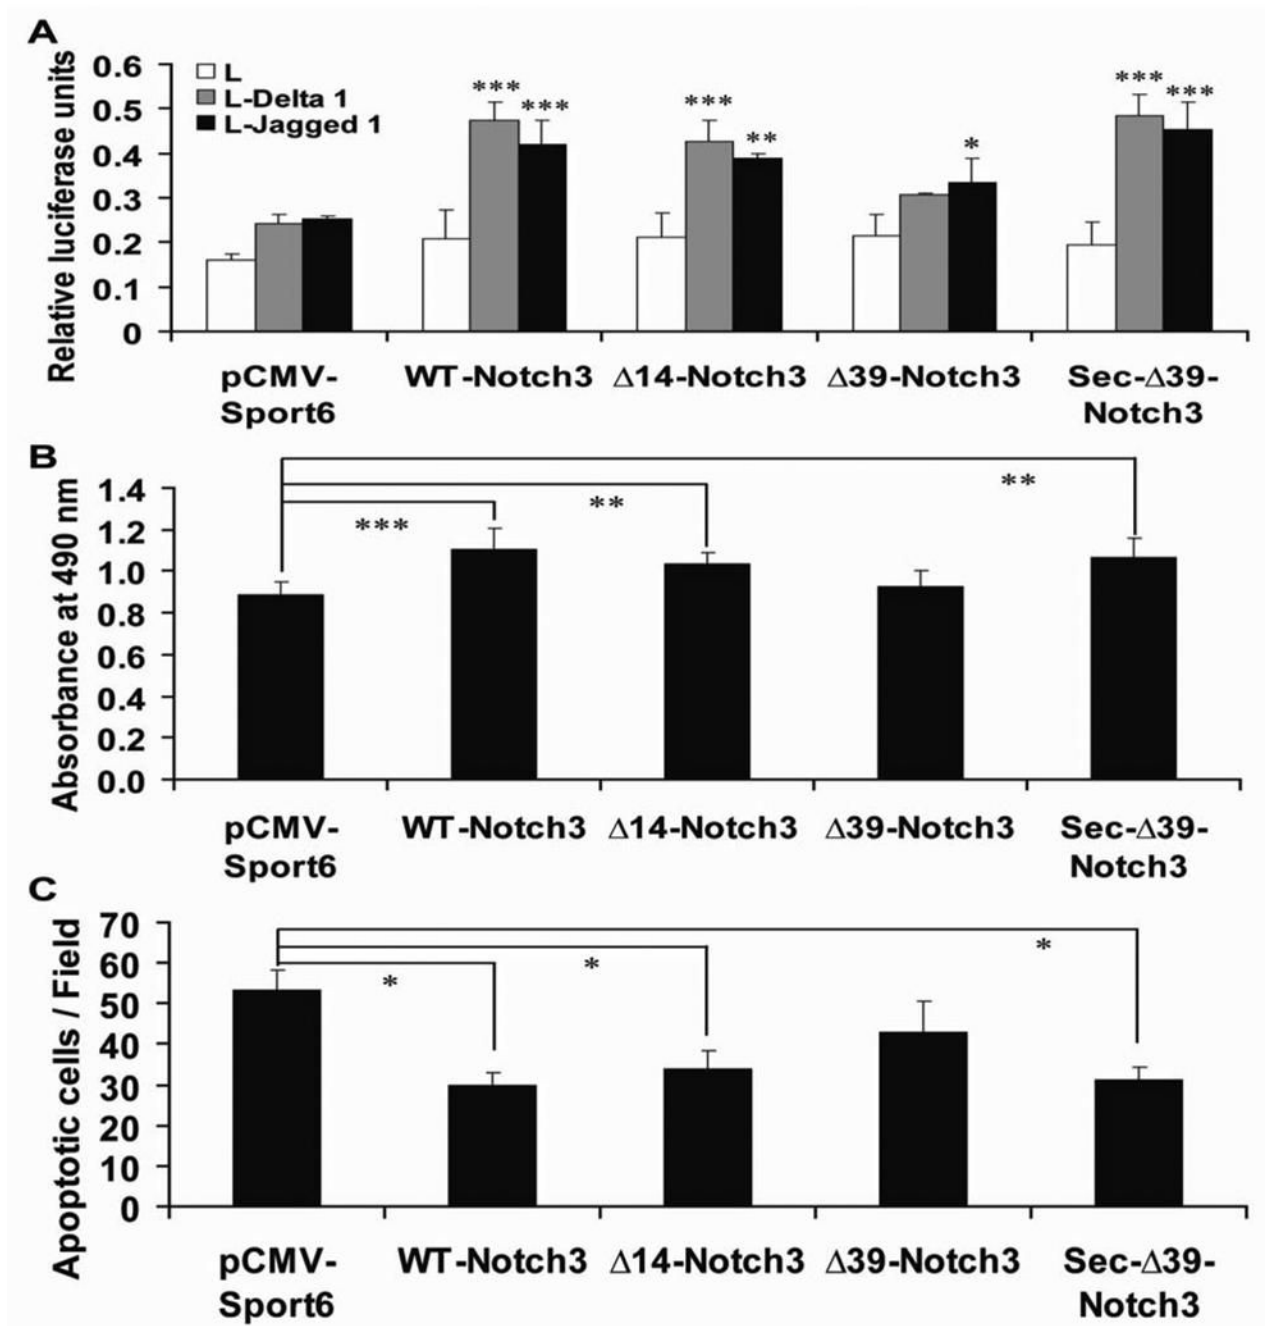 A
Relative luciferase units
0.6
0.5
0.4
0.3
0.2
0.1
0
L
L-Delta 1
L-Jagged 1
*** ***
*** **
*
*** ***
pCMV-
Sport6
WT-Notch3
Δ14-Notch3
Δ39-Notch3
Sec-Δ39-
Notch3
B
Absorbance at 490 nm
1.4
1.2
1.0
0.8
0.6
0.4
0.2
0.0
***
**
**
pCMV-
Sport6
WT-Notch3
Δ14-Notch3
Δ39-Notch3
Sec-Δ39-
Notch3
C
Apoptotic cells / Field
70
60
50
40
30
20
10
0
*
*
*
pCMV-
Sport6
WT-Notch3
Δ14-Notch3
Δ39-Notch3
Sec-Δ39-
Notch3